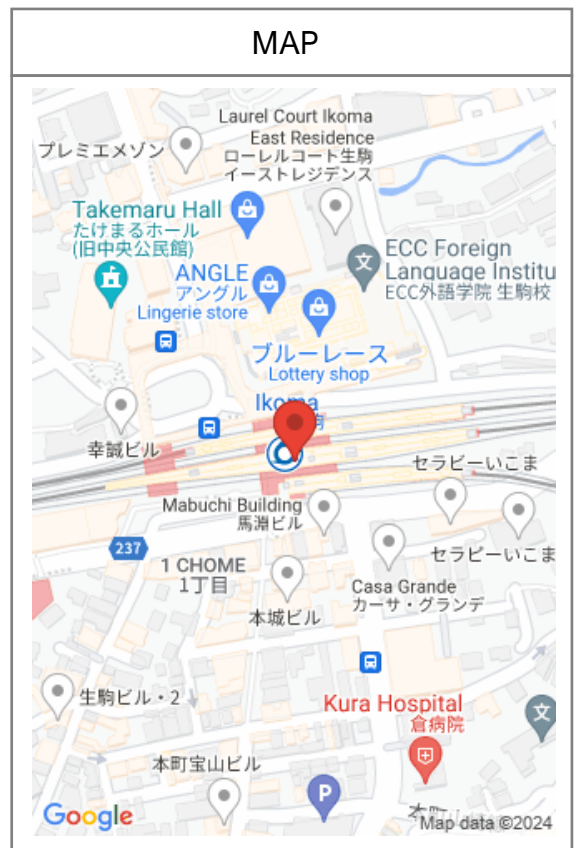 MAP
Laurel Court Ikoma
East Residence
ローレルコート生駒
イーストレジデンス
プレミエメゾン
Takemaru Hall
たけまるホール
(旧中央公民館)
ECC Foreign
Language Institu
ECC外語学院 生駒校
ANGLE
アングル
Lingerie store
ブルーレース
Lottery shop
Ikoma
幸誠ビル
セラビーいこま
Mabuchi Building
馬淵ビル
237
セラビーいこま
1 CHOME
1丁目
Casa Grande
カーサ・グランデ
本城ビル
生駒ビル・2
Kura Hospital
倉病院
文
文
本町宝山ビル
P
Google
Map data ©2024